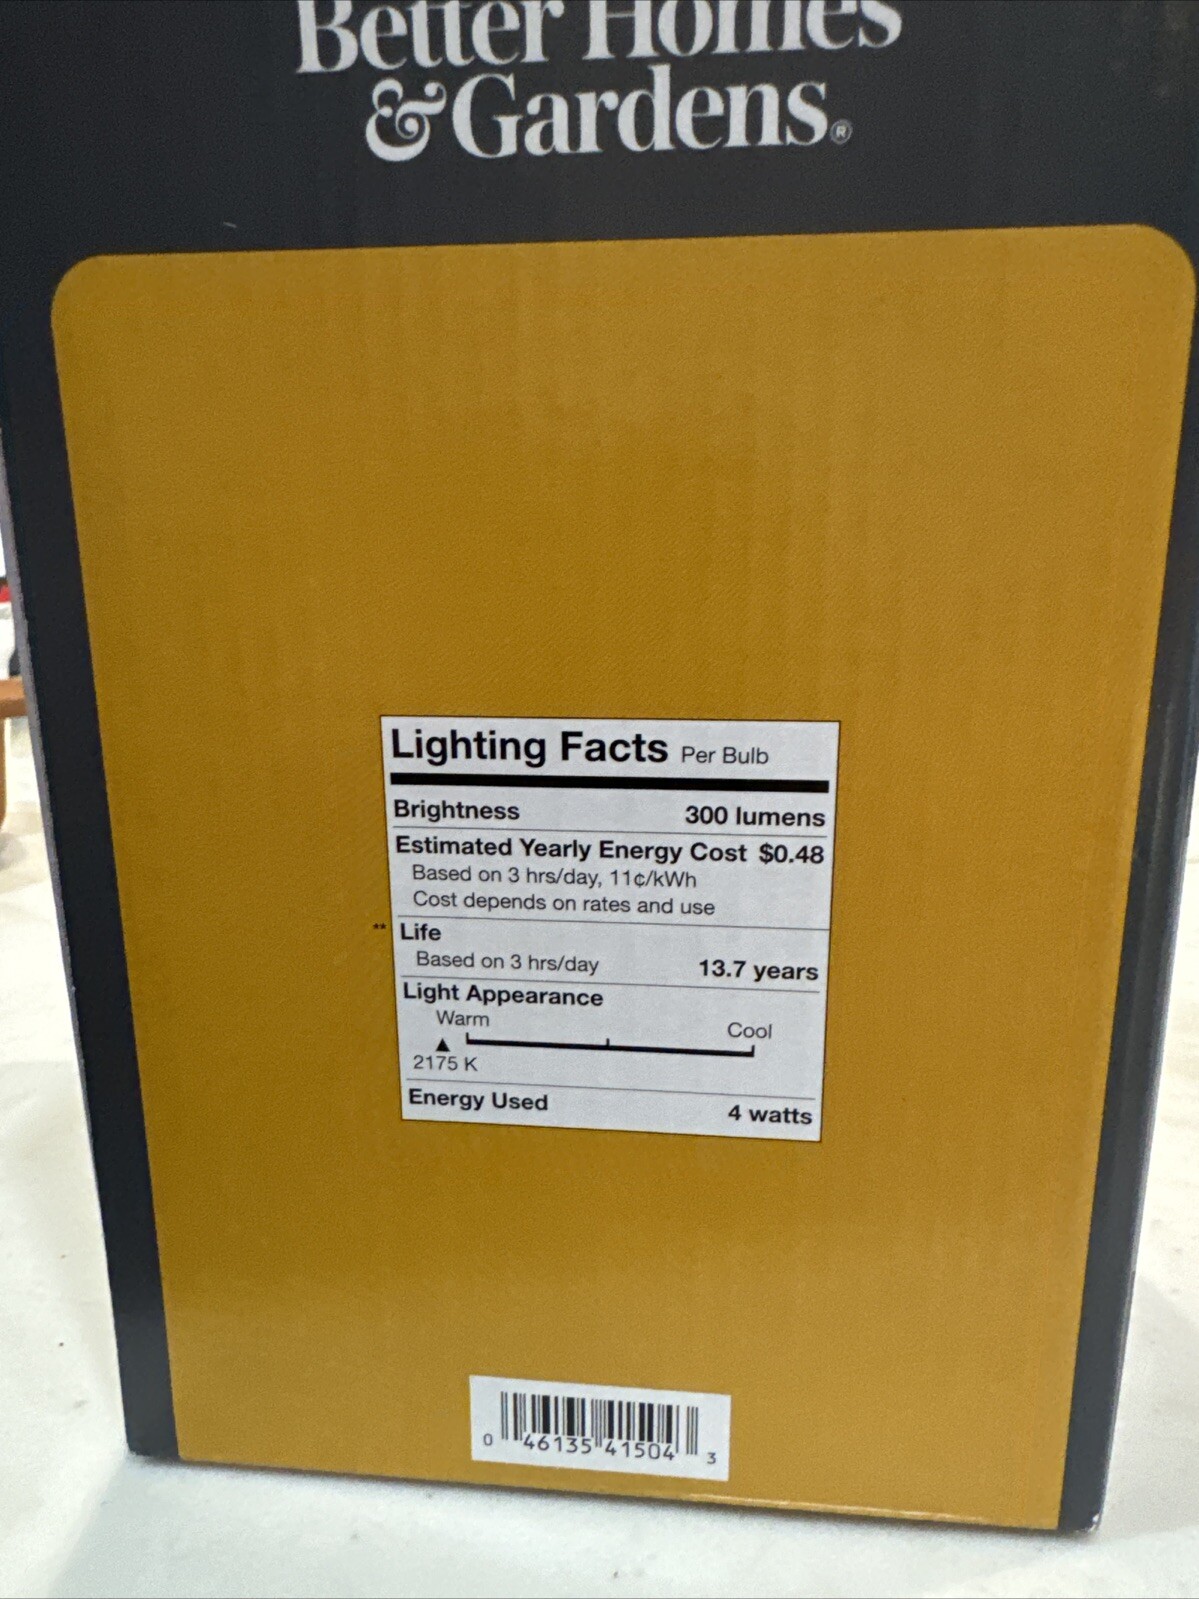 Better Homes
& Gardens®
Lighting Facts Per Bulb
Brightness 300 lumens
Estimated Yearly Energy Cost $0.48
Based on 3 hrs/day, 11¢/kWh
Cost depends on rates and use
** Life
Based on 3 hrs/day 13.7 years
Light Appearance
Warm Cool
2175 K
Energy Used 4 watts
0 46135 41504 3